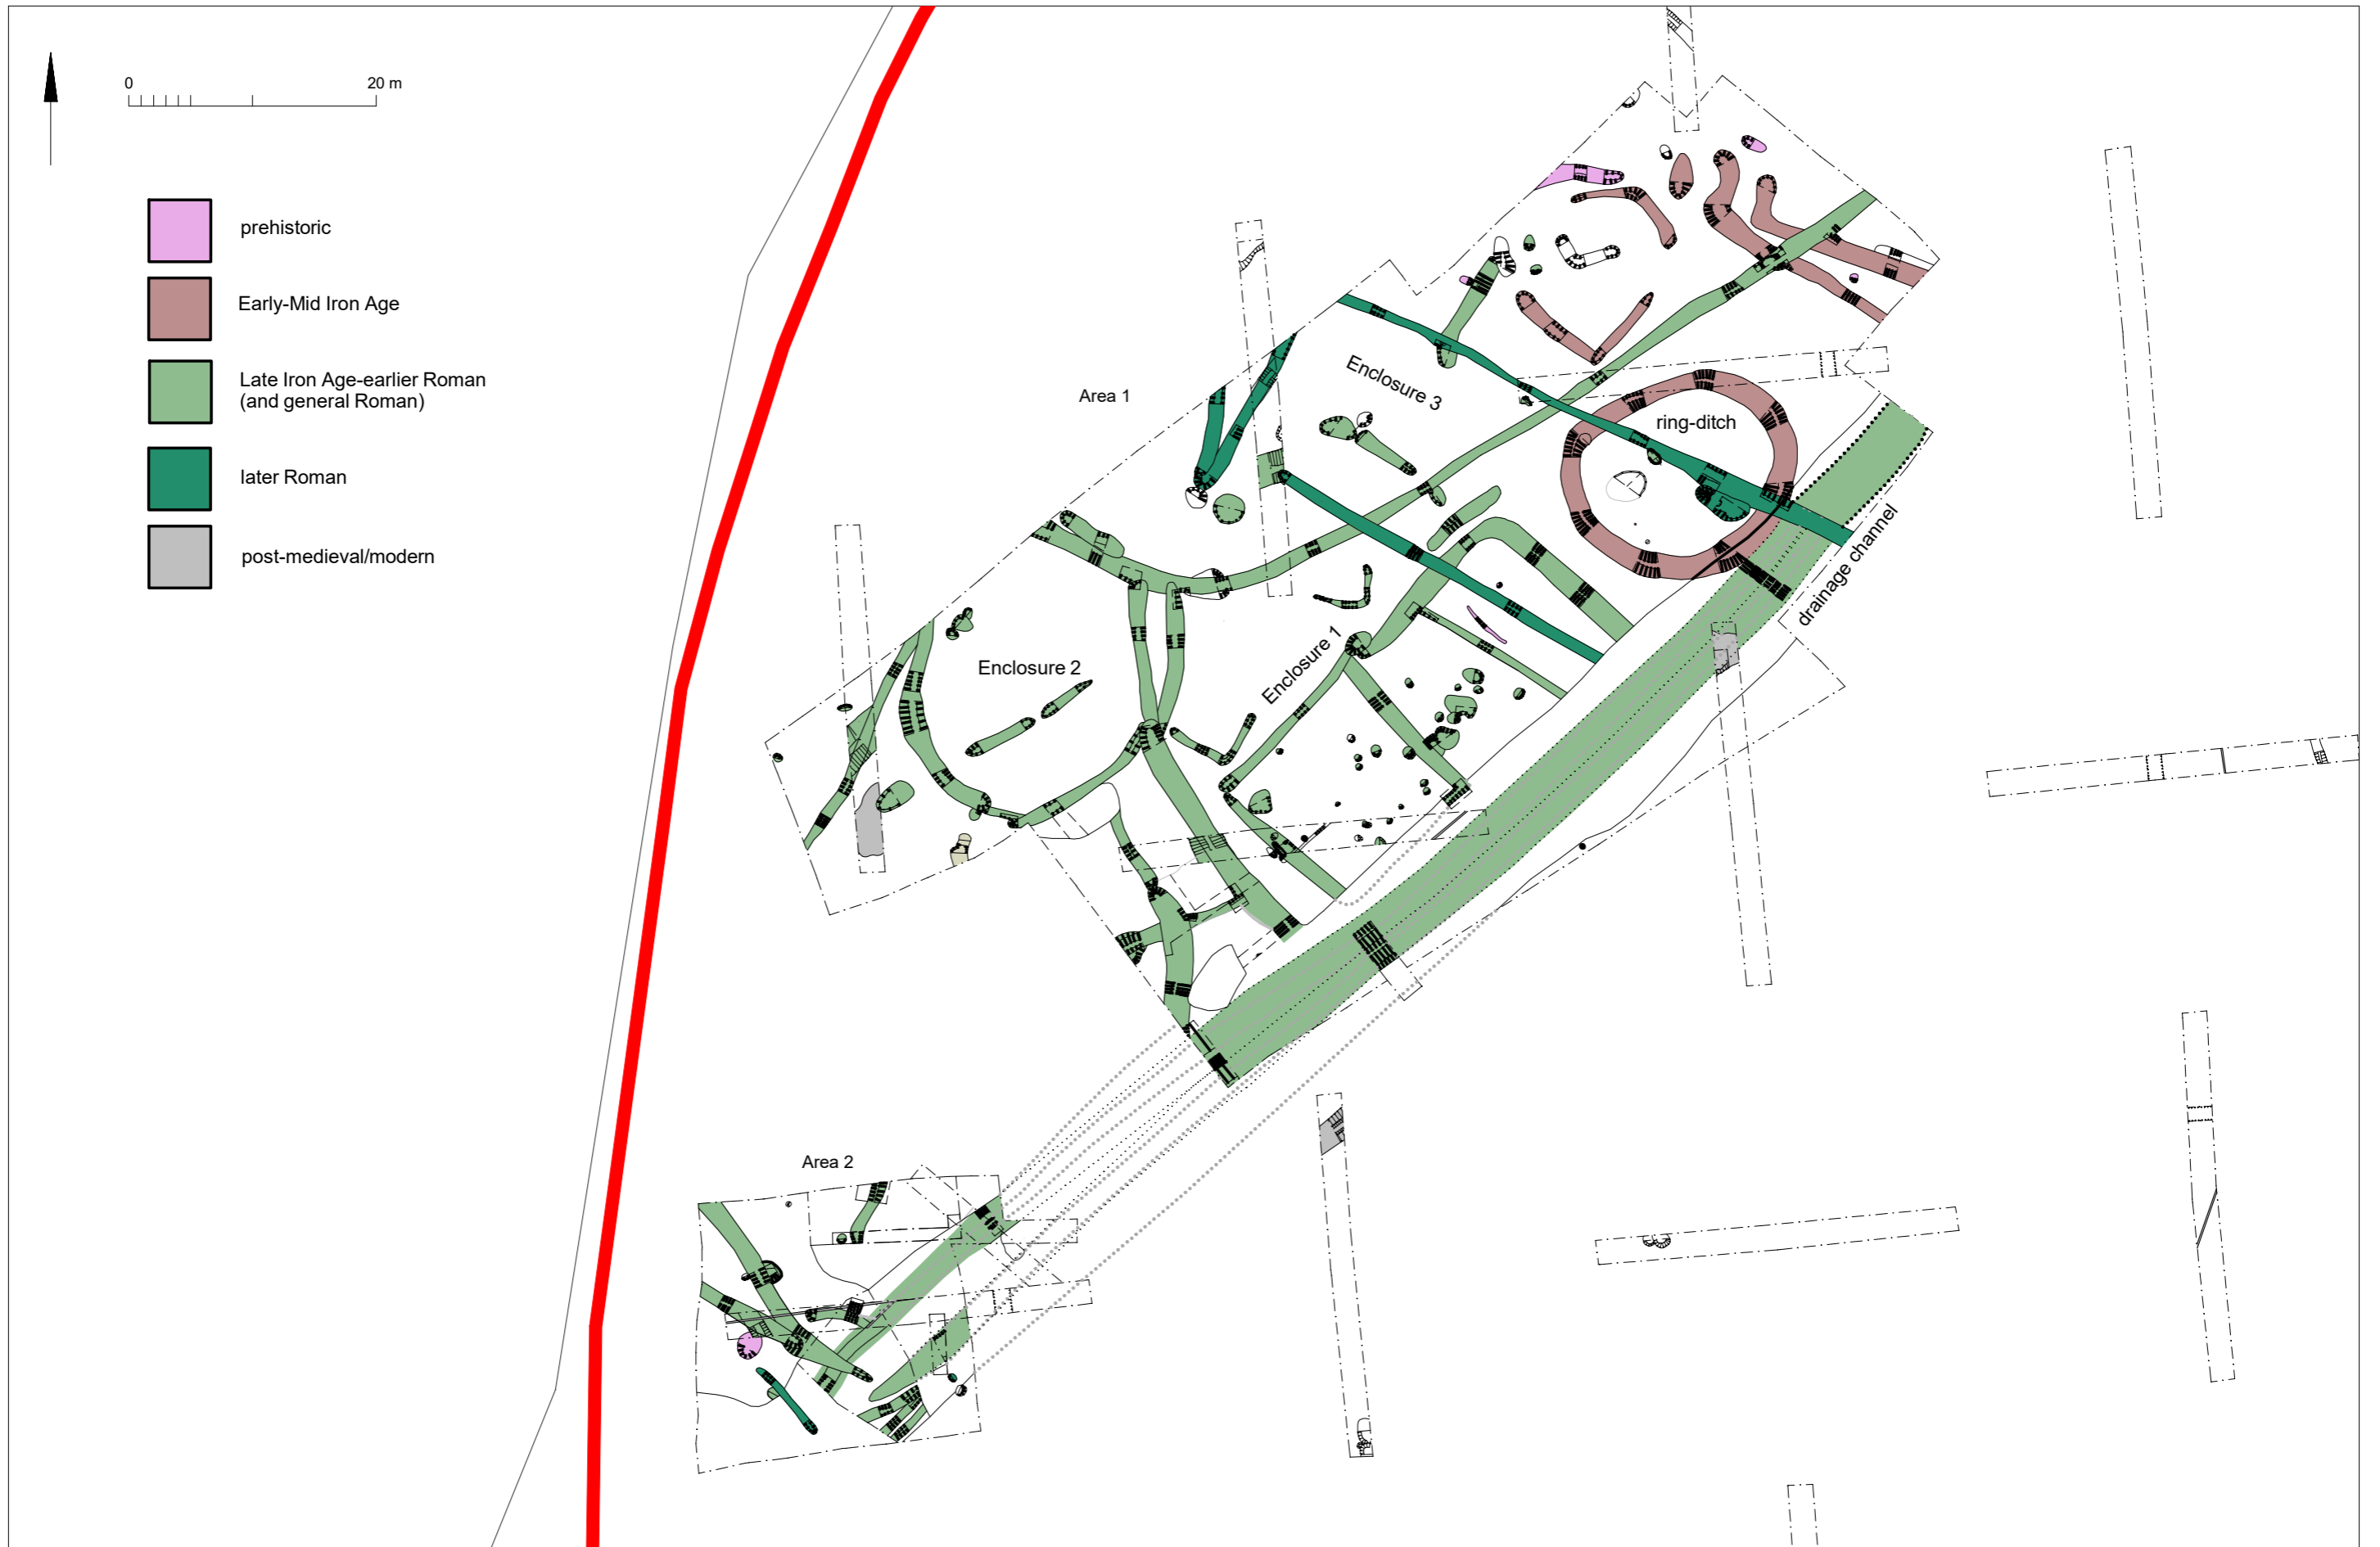 0 20 m
prehistoric
Early-Mid Iron Age
Late Iron Age-earlier Roman
(and general Roman)
later Roman
post-medieval/modern
Area 1
Enclosure 3
ring-ditch
drainage channel
Enclosure 2
Enclosure 1
Area 2